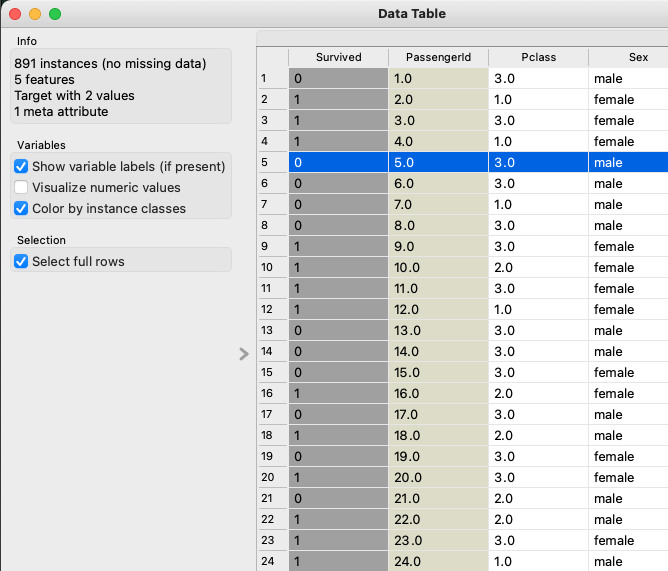 Data Table
Info
891 instances (no missing data)
5 features
Target with 2 values
1 meta attribute
Variables
Show variable labels (if present)
Visualize numeric values
Color by instance classes
Selection
Select full rows
Survived PassengerId Pclass Sex
1 0 1.0 3.0 male
2 1 2.0 1.0 female
3 1 3.0 3.0 female
4 1 4.0 1.0 female
5 0 5.0 3.0 male
6 0 6.0 3.0 male
7 0 7.0 1.0 male
8 0 8.0 3.0 male
9 1 9.0 3.0 female
10 1 10.0 2.0 female
11 1 11.0 3.0 female
12 1 12.0 1.0 female
13 0 13.0 3.0 male
14 0 14.0 3.0 male
15 0 15.0 3.0 female
16 1 16.0 2.0 female
17 0 17.0 3.0 male
18 1 18.0 2.0 male
19 0 19.0 3.0 female
20 1 20.0 3.0 female
21 0 21.0 2.0 male
22 1 22.0 2.0 male
23 1 23.0 3.0 female
24 1 24.0 1.0 male